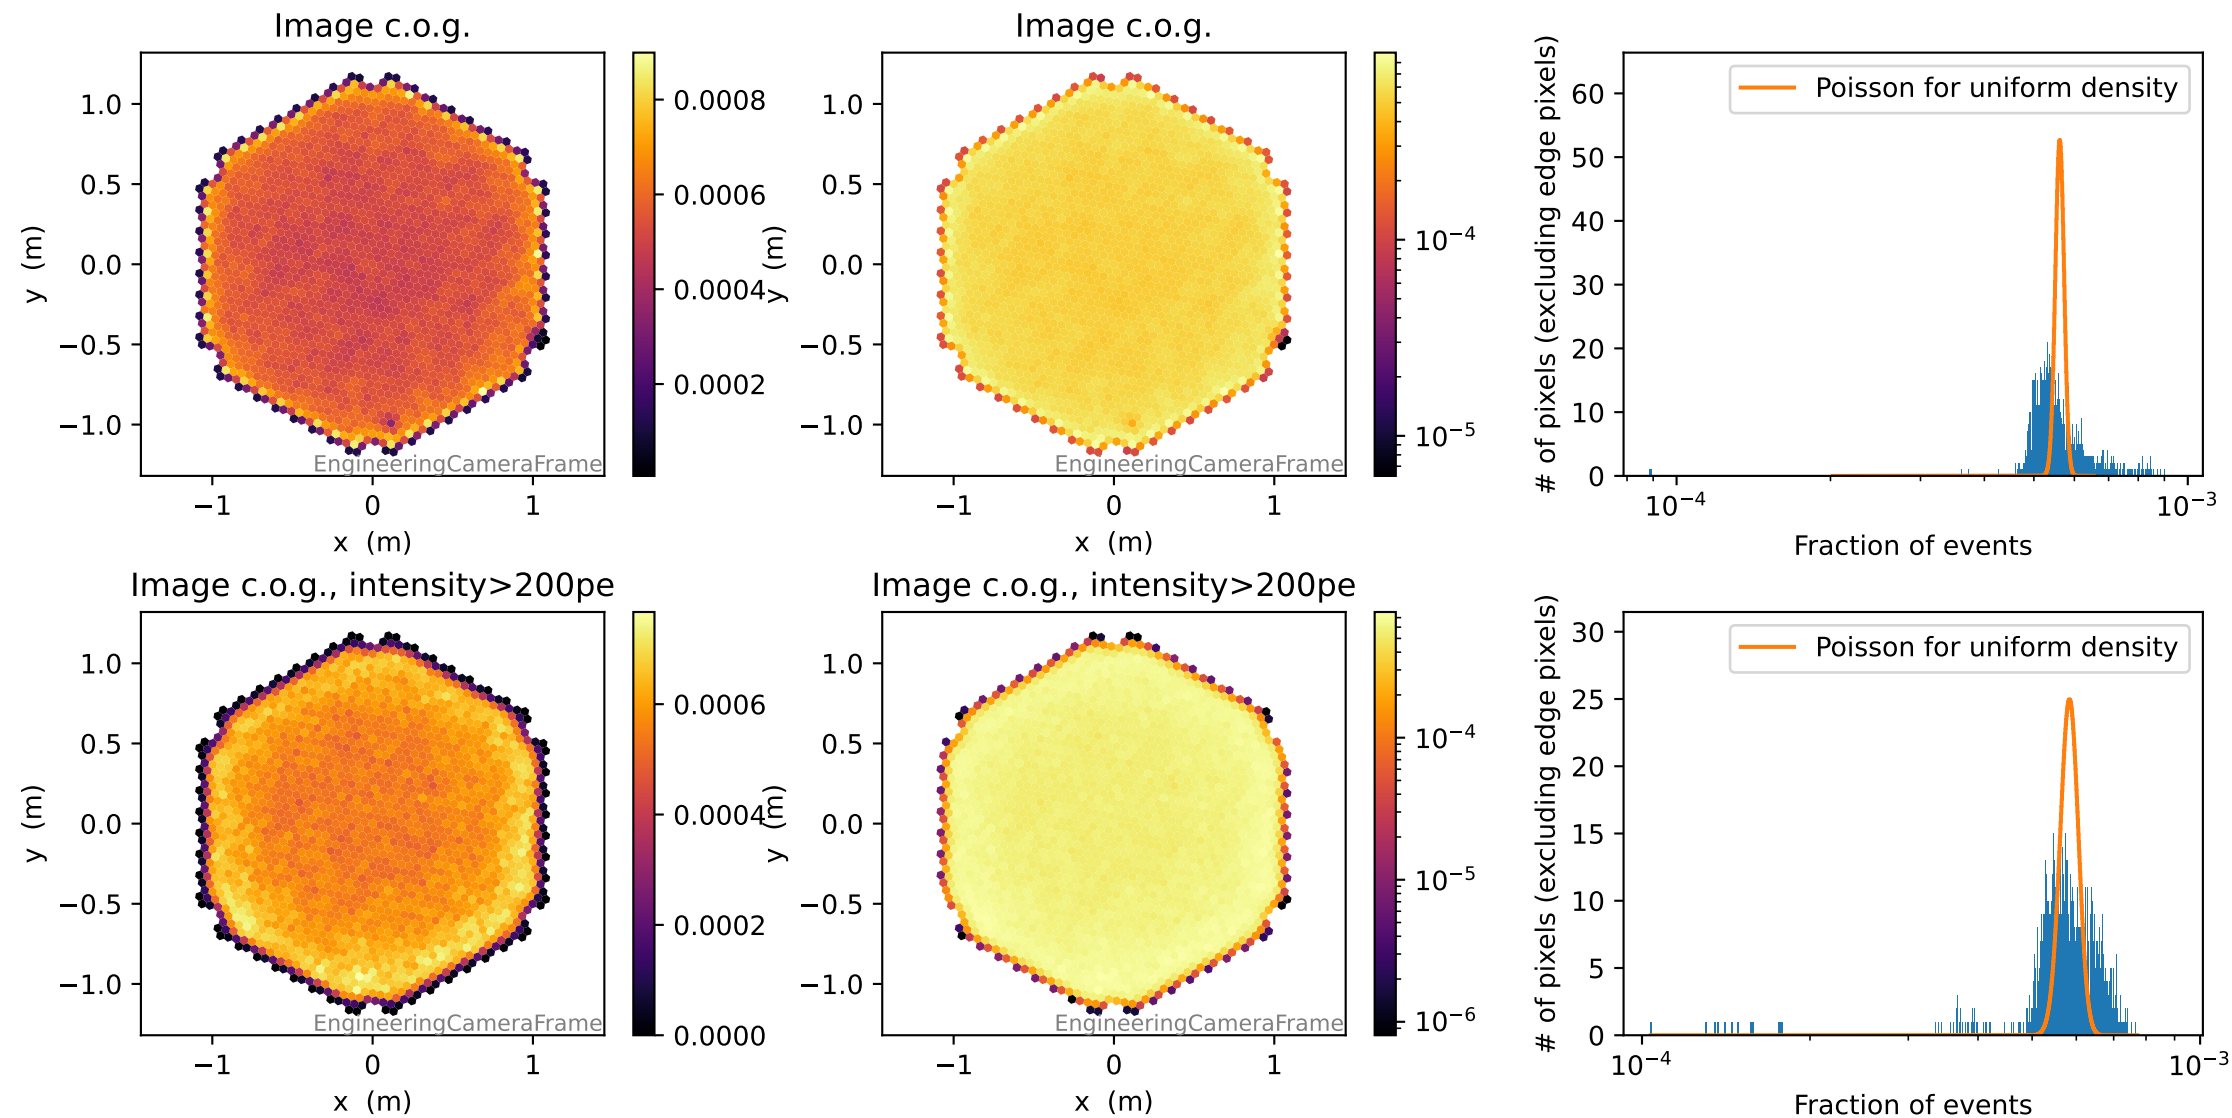 Image c.o.g.
y (m)
1.0
0.5
0.0
−0.5
−1.0
−1
0
1
x (m)
EngineeringCameraFrame
0.0008
0.0006
0.0004
0.0002
Image c.o.g.
y (m)
1.0
0.5
0.0
−0.5
−1.0
−1
0
1
x (m)
EngineeringCameraFrame
10⁻⁴
10⁻⁵
# of pixels (excluding edge pixels)
60
50
40
30
20
10
0
Poisson for uniform density
10⁻⁴
10⁻³
Fraction of events
Image c.o.g., intensity>200pe
y (m)
1.0
0.5
0.0
−0.5
−1.0
−1
0
1
x (m)
EngineeringCameraFrame
0.0006
0.0004
0.0002
0.0000
Image c.o.g., intensity>200pe
y (m)
1.0
0.5
0.0
−0.5
−1.0
−1
0
1
x (m)
EngineeringCameraFrame
10⁻⁴
10⁻⁵
10⁻⁶
# of pixels (excluding edge pixels)
30
25
20
15
10
5
0
Poisson for uniform density
10⁻⁴
10⁻³
Fraction of events